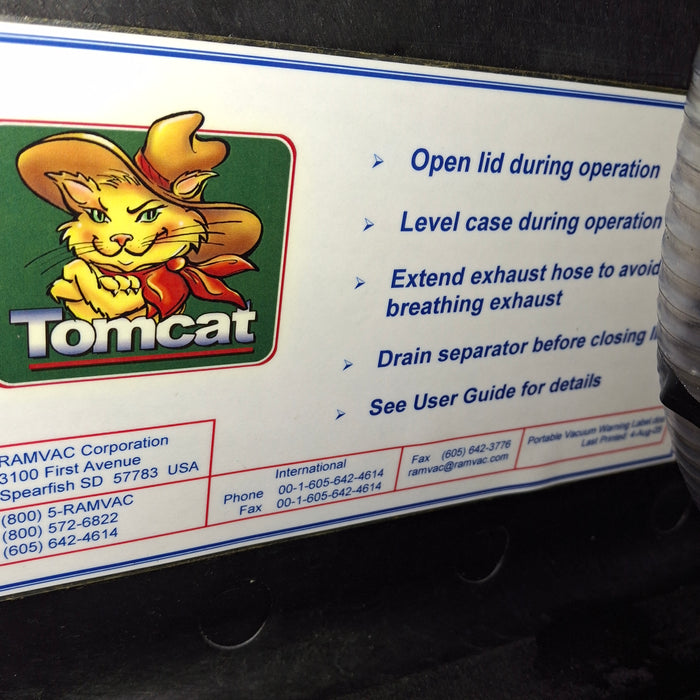 Tomcat
Open lid during operation
Level case during operation
Extend exhaust hose to avoid
breathing exhaust
Drain separator before closing
See User Guide for details
RAMVAC Corporation
3100 First Avenue
Spearfish SD 57783 USA
(800) 5-RAMVAC
(800) 572-6822
(605) 642-4614
International
Phone 00-1-605-642-4614
Fax 00-1-605-642-4614
Fax (605) 642-3776
ramvac@ramvac.com
Portable Vacuum Warning
Last Printed: